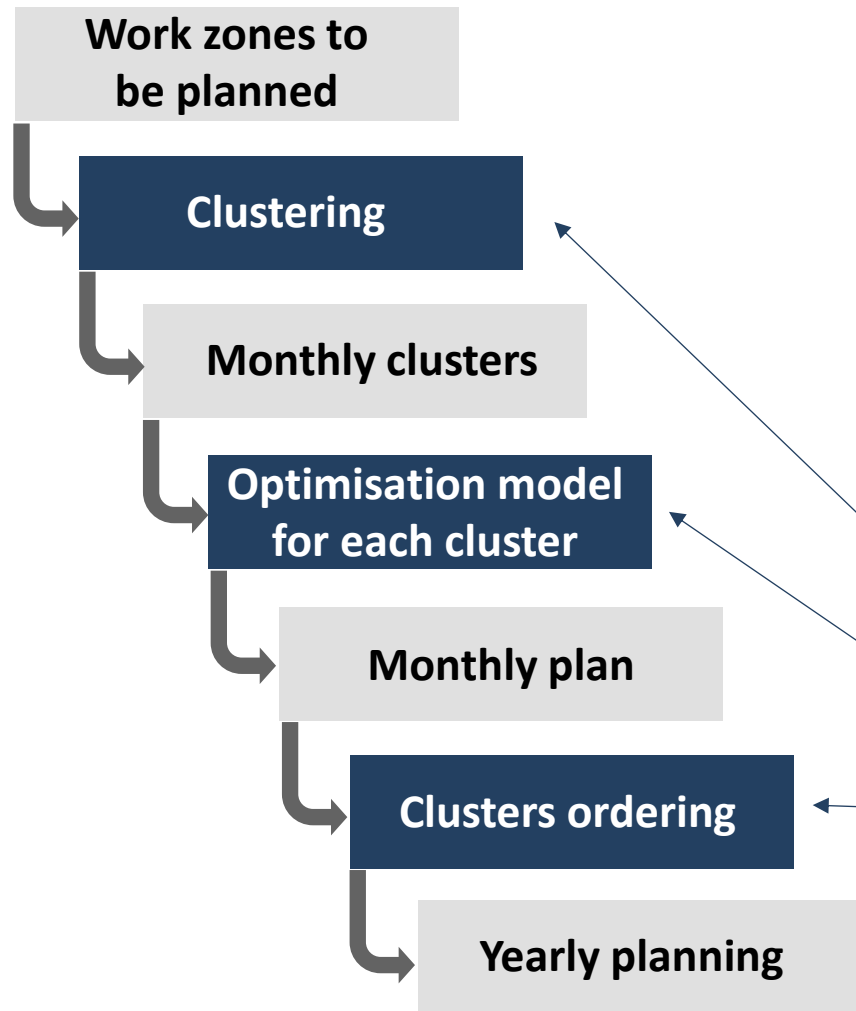 Work zones to
be planned
Clustering
Monthly clusters
Optimisation model
for each cluster
Monthly plan
Clusters ordering
Yearly planning